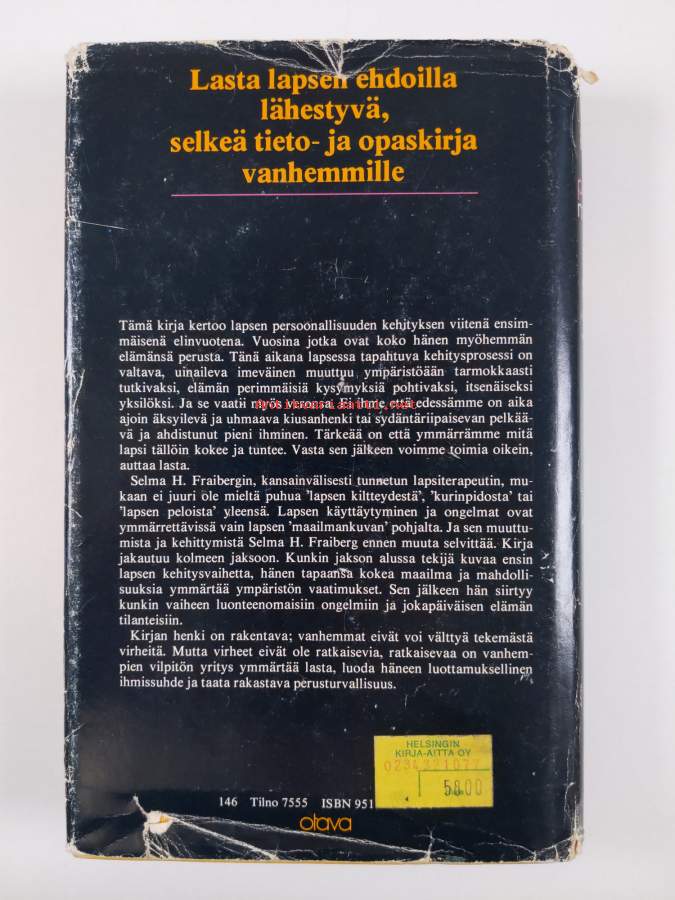 Lasta lapsen ehdoilla
lähestyvä,
selkeä tieto- ja opaskirja
vanhemmille
Tämä kirja kertoo lapsen persoonallisuuden kehityksen viitenä ensim-
mäisenä elinvuotena. Vuosina jotka ovat koko hänen myöhemmän
elämänsä perusta. Tänä aikana lapsessa tapahtuva kehitysprosessi on
valtava, uinaileva imeväinen muuttuu ympäristöään tarmokkaasti
tutkivaksi, elämän perimmäisiä kysymyksiä pohtivaksi, itsenäiseksi
yksilöksi. Ja se vaatii myös veronsa. Ei ihme että edessämme on aika
ajoin äksyilevä ja uhmaava kiusanhenki tai sydäntäriipaisevan pelkää-
vä ja ahdistunut pieni ihminen. Tärkeää on että ymmärrämme mitä
lapsi tällöin kokee ja tuntee. Vasta sen jälkeen voimme toimia oikein,
auttaa lasta.
Selma H. Fraibergin, kansainvälisesti tunnetun lapsiterapeutin, mu-
kaan ei juuri ole mieltä puhua 'lapsen kiltteydestä', 'kurinpidosta' tai
'lapsen peloista' yleensä. Lapsen käyttäytyminen ja ongelmat ovat
ymmärrettävissä vain lapsen 'maailmankuvan' pohjalta. Ja sen muuttu-
mista ja kehittymistä Selma H. Fraiberg ennen muuta selvittää. Kirja
jakautuu kolmeen jaksoon. Kunkin jakson alussa tekijä kuvaa ensin
lapsen kehitysvaihetta, hänen tapaansa kokea maailma ja mahdolli-
suuksia ymmärtää ympäristön vaatimukset. Sen jälkeen hän siirtyy
kunkin vaiheen luonteenomaisiin ongelmiin ja jokapäiväisen elämän
tilanteisiin.
Kirjan henki on rakentava; vanhemmat eivät voi välttyä tekemästä
virheitä. Mutta virheet eivät ole ratkaisevia, ratkaisevaa on vanhem-
pien vilpitön yritys ymmärtää lasta, luoda häneen luottamuksellinen
ihmissuhde ja taata rakastava perusturvallisuus.
HELSINGIN
KIRJA-AITTA OY
5800
146 Tilno 7555 ISBN 951
otava